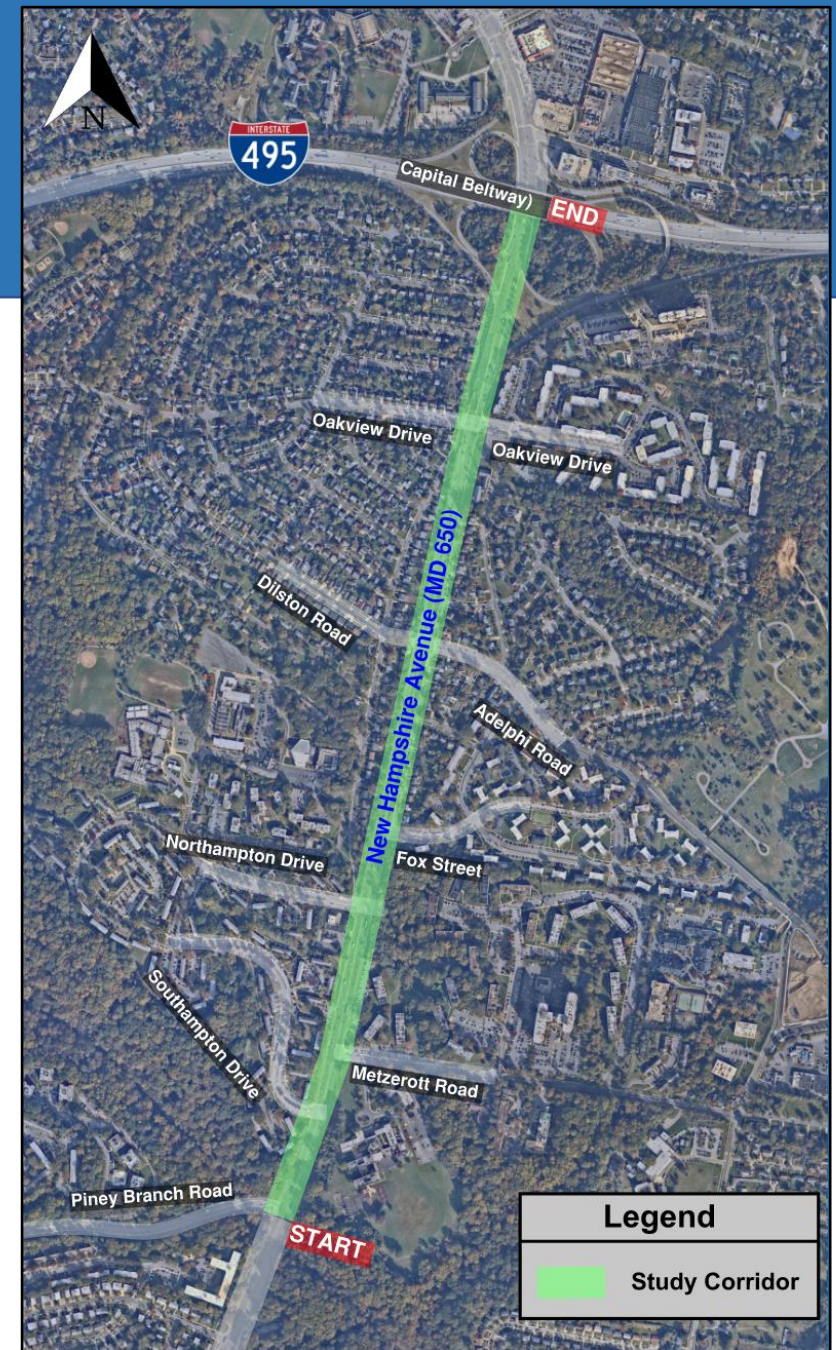 N
INTERSTATE
495
Capital Beltway)
END
Oakview Drive
Oakview Drive
New Hampshire Avenue (MD 650)
Dilston Road
Adelphi Road
Northampton Drive
Fox Street
Southampton Drive
Metzerott Road
Piney Branch Road
START
Legend
Study Corridor